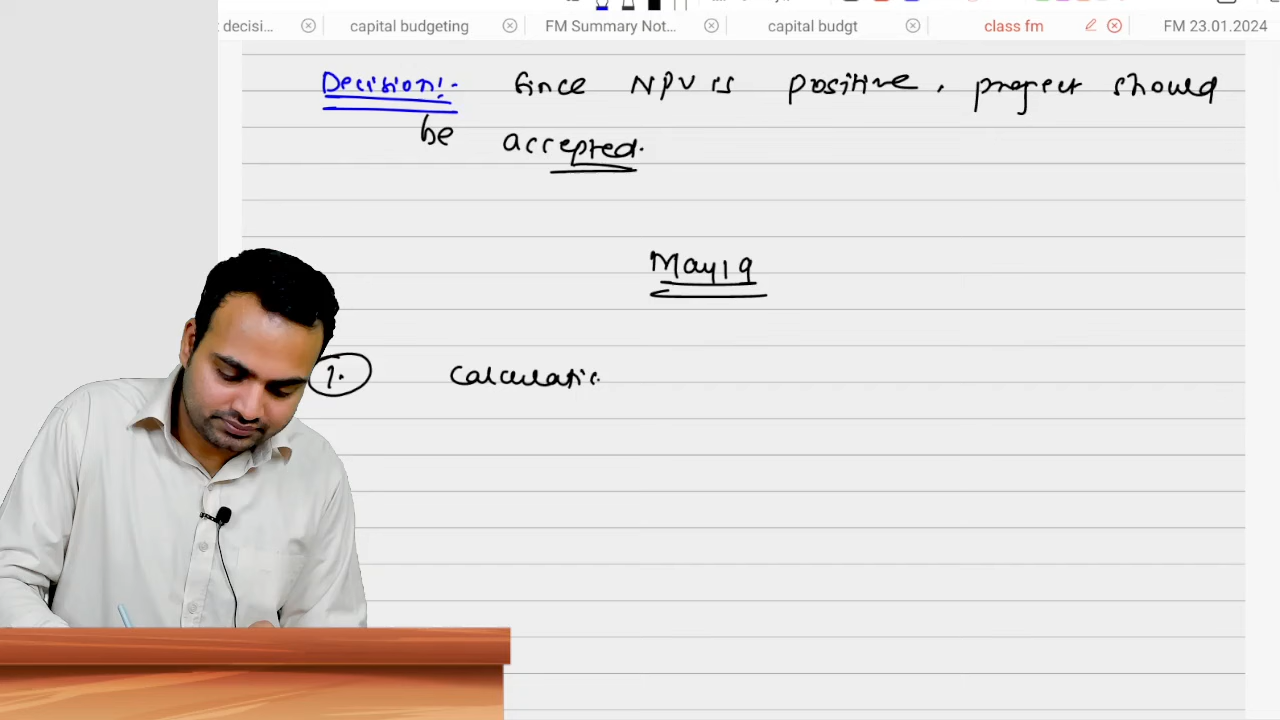 t decisi...
capital budgeting
FM Summary Not...
capital budgt
class fm
FM 23.01.2024
Decision:- Since NPV is positive, project should
be accepted.
May19
1. Calculatic